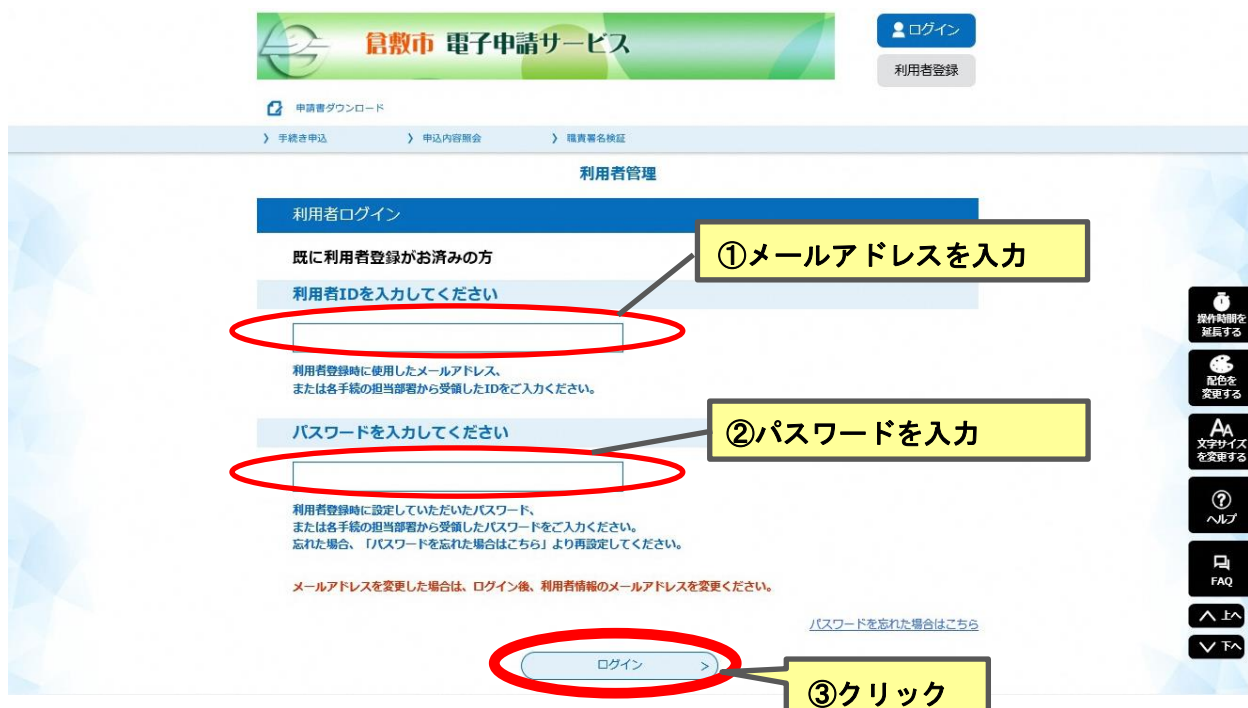 倉敷市 電子申請サービス
ログイン
利用者登録
申請書ダウンロード
手続き申込
申込内容照会
職責署名検証
利用者管理
利用者ログイン
①メールアドレスを入力
既に利用者登録がお済みの方
利用者IDを入力してください
利用者登録時に使用したメールアドレス、
または各手続の担当部署から受領したIDをご入力ください。
②パスワードを入力
パスワードを入力してください
利用者登録時に設定していただいたパスワード、
または各手続の担当部署から受領したパスワードをご入力ください。
忘れた場合、「パスワードを忘れた場合はこちら」より再設定してください。
メールアドレスを変更した場合は、ログイン後、利用者情報のメールアドレスを変更ください。
パスワードを忘れた場合はこちら
ログイン
③クリック
操作時間を
延長する
配色を
変更する
AA
文字サイズ
を変更する
ヘルプ
FAQ
上へ
下へ